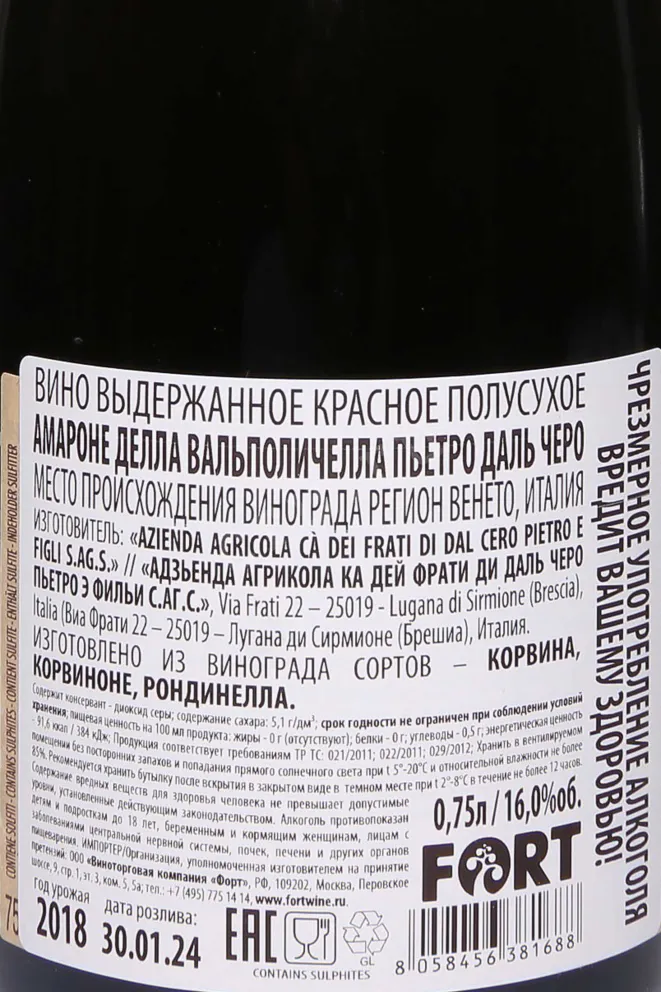 ВИНО ВЫДЕРЖАННОЕ КРАСНОЕ ПОЛУСУХОЕ
АМАРОНЕ ДЕЛЛА ВАЛЬПОЛИЧЕЛЛА ПЬЕТРО ДАЛЬ ЧЕРО
МЕСТО ПРОИСХОЖДЕНИЯ ВИНОГРАДА РЕГИОН ВЕНЕТО, ИТАЛИЯ
ИЗГОТОВИТЕЛЬ: «AZIENDA AGRICOLA CÀ DEI FRATI DI DAL CERO PIETRO E
FIGLI S.AG.S.» // «АДЗЬЕНДА АГРИКОЛА КА ДЕЙ ФРАТИ ДИ ДАЛЬ ЧЕРО
ПЬЕТРО Э ФИЛЬИ С.АГ.С.», Via Frati 22 – 25019 - Lugana di Sirmione (Brescia),
Italia (Виа Фрати 22 – 25019 – Лугана ди Сирмионе (Брешиа), Италия.
ИЗГОТОВЛЕНО ИЗ ВИНОГРАДА СОРТОВ – КОРВИНА,
КОРВИНОНЕ, РОНДИНЕЛЛА.
Содержит консервант - диоксид серы; содержание сахара: 5,1 г/дм³; срок годности не ограничен при соблюдении условий
хранения; пищевая ценность на 100 мл продукта: жиры - 0 г (отсутствуют); белки - 0 г; углеводы - 0,5 г; энергетическая ценность
- 91,6 ккал / 384 кДж; Продукция соответствует требованиям ТР ТС: 021/2011; 022/2011; 029/2012; Хранить в вентилируемом
помещении без посторонних запахов и попадания прямого солнечного света при t 5°-20°C и относительной влажности не более
85%. Рекомендуется хранить бутылку после вскрытия в закрытом виде в темном месте при t 2°-8°C в течение не более 12 часов.
Содержание вредных веществ для здоровья человека не превышает допустимые
уровни, установленные действующим законодательством. Алкоголь противопоказан
детям и подросткам до 18 лет, беременным и кормящим женщинам, лицам с
заболеваниями центральной нервной системы, почек, печени и других органов
пищеварения. ИМПОРТЕР/Организация, уполномоченная изготовителем на принятие
претензий: ООО «Виноторговая компания «Форт», РФ, 109202, Москва, Перовское
шоссе, 9, стр. 1, эт. 3, ком. 5, 5а; тел.: +7 (495) 775 14 14, www.fortwine.ru.
0,75л / 16,0%об.
FORT
год урожая
2018
дата розлива:
30.01.24
EAC
GL
CONTAINS SULPHITES
8 058456 381688
ЧРЕЗМЕРНОЕ УПОТРЕБЛЕНИЕ АЛКОГОЛЯ
ВРЕДИТ ВАШЕМУ ЗДОРОВЬЮ!
CONTIENE SOLFITI - CONTAINS SULPHITES - CONTIENT SULFITE - ENTHÄLT SULFITE - INDEHOLDER SULFITTER
75